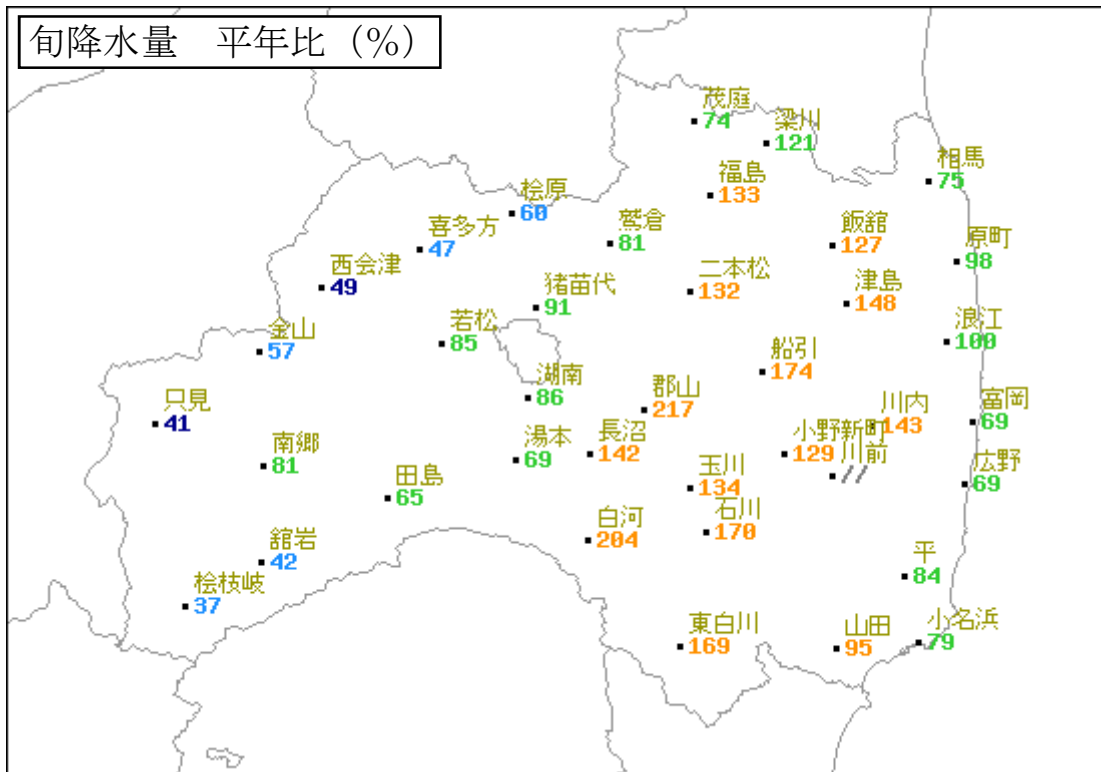 旬降水量　平年比（%）
茂庭
74
梁川
121
相馬
75
福島
133
桧原
60
鷲倉
81
喜多方
47
飯舘
127
原町
98
西会津
49
二本松
132
津島
148
猪苗代
91
若松
85
浪江
100
金山
57
船引
174
湖南
86
郡山
217
只見
41
川内
143
富岡
69
南郷
81
湯本
69
長沼
142
小野新町
129
川前
//
広野
69
田島
65
玉川
134
石川
170
白河
204
舘岩
42
平
84
桧枝岐
37
東白川
169
山田
95
小名浜
79